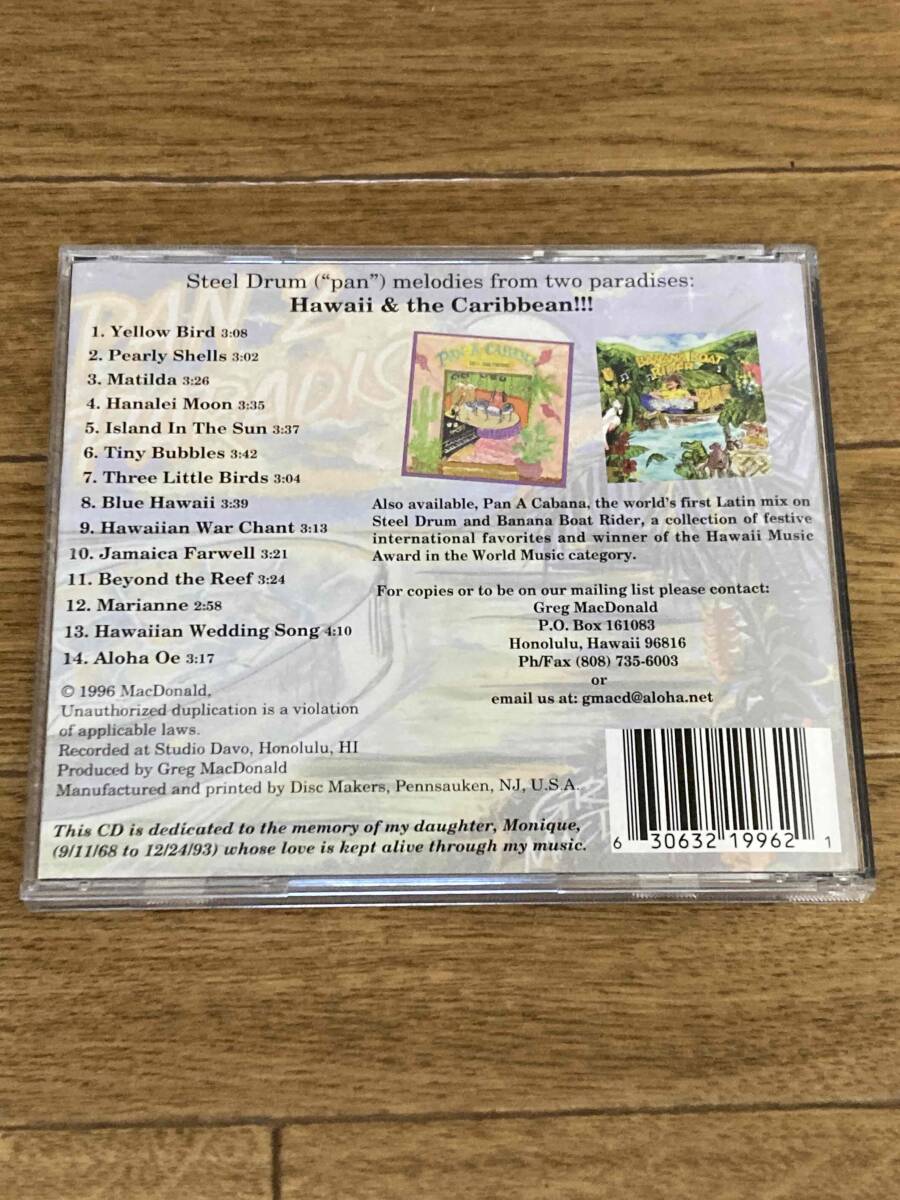 Steel Drum (“pan”) melodies from two paradises:
Hawaii & the Caribbean!!!
1. Yellow Bird 3:08
2. Pearly Shells 3:02
3. Matilda 3:26
4. Hanalei Moon 3:35
5. Island In The Sun 3:37
6. Tiny Bubbles 3:42
7. Three Little Birds 3:04
8. Blue Hawaii 3:39
9. Hawaiian War Chant 3:13
10. Jamaica Farwell 3:21
11. Beyond the Reef 3:24
12. Marianne 2:58
13. Hawaiian Wedding Song 4:10
14. Aloha Oe 3:17
© 1996 MacDonald,
Unauthorized duplication is a violation
of applicable laws.
Recorded at Studio Davo, Honolulu, HI
Produced by Greg MacDonald
Manufactured and printed by Disc Makers, Pennsauken, NJ, U.S.A.
This CD is dedicated to the memory of my daughter, Monique,
(9/11/68 to 12/24/93) whose love is kept alive through my music.
PAN·A·CABANA
BANANA BOAT
RIDER
Also available, Pan A Cabana, the world's first Latin mix on
Steel Drum and Banana Boat Rider, a collection of festive
international favorites and winner of the Hawaii Music
Award in the World Music category.
For copies or to be on our mailing list please contact:
Greg MacDonald
P.O. Box 161083
Honolulu, Hawaii 96816
Ph/Fax (808) 735-6003
or
email us at: gmacd@aloha.net
6 30632 19962 1
PAN 2